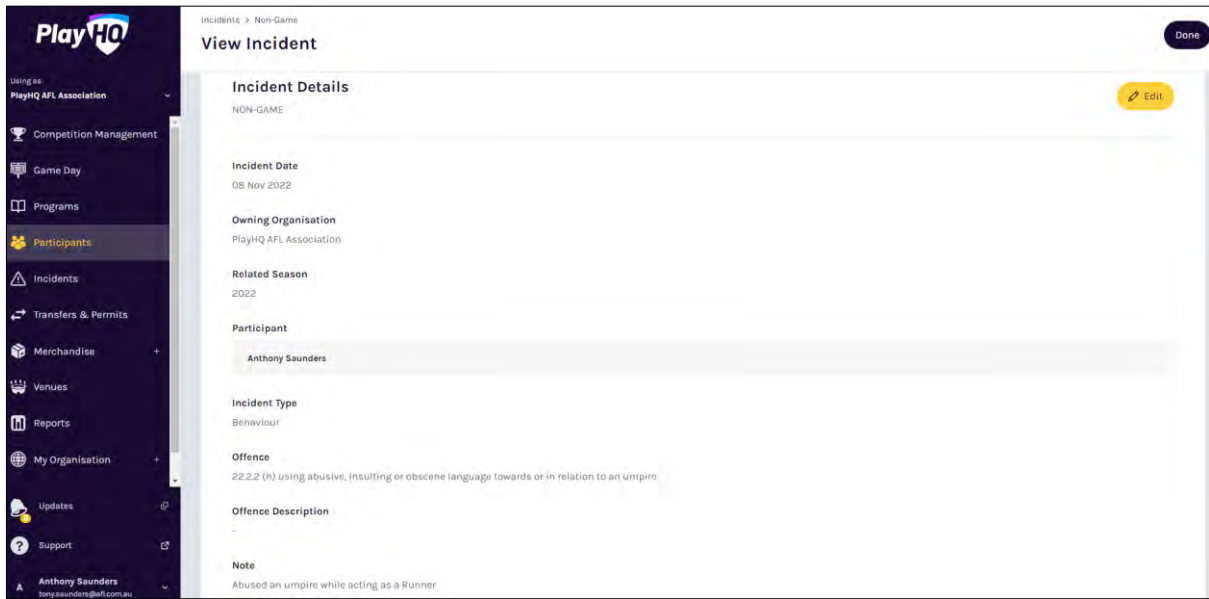 PlayHQ
Using as
PlayHQ AFL Association
Competition Management
Game Day
Programs
Participants
Incidents
Transfers & Permits
Merchandise +
Venues
Reports
My Organisation +
Updates
0
? Support
A Anthony Saunders
tony.saunders@afl.com.au
Incidents > Non-Game
View Incident
Done
Incident Details
Edit
NON-GAME
Incident Date
08 Nov 2022
Owning Organisation
PlayHQ AFL Association
Related Season
2022
Participant
Anthony Saunders
Incident Type
Behaviour
Offence
22.2.2 (h) using abusive, insulting or obscene language towards or in relation to an umpire
Offence Description
-
Note
Abused an umpire while acting as a Runner